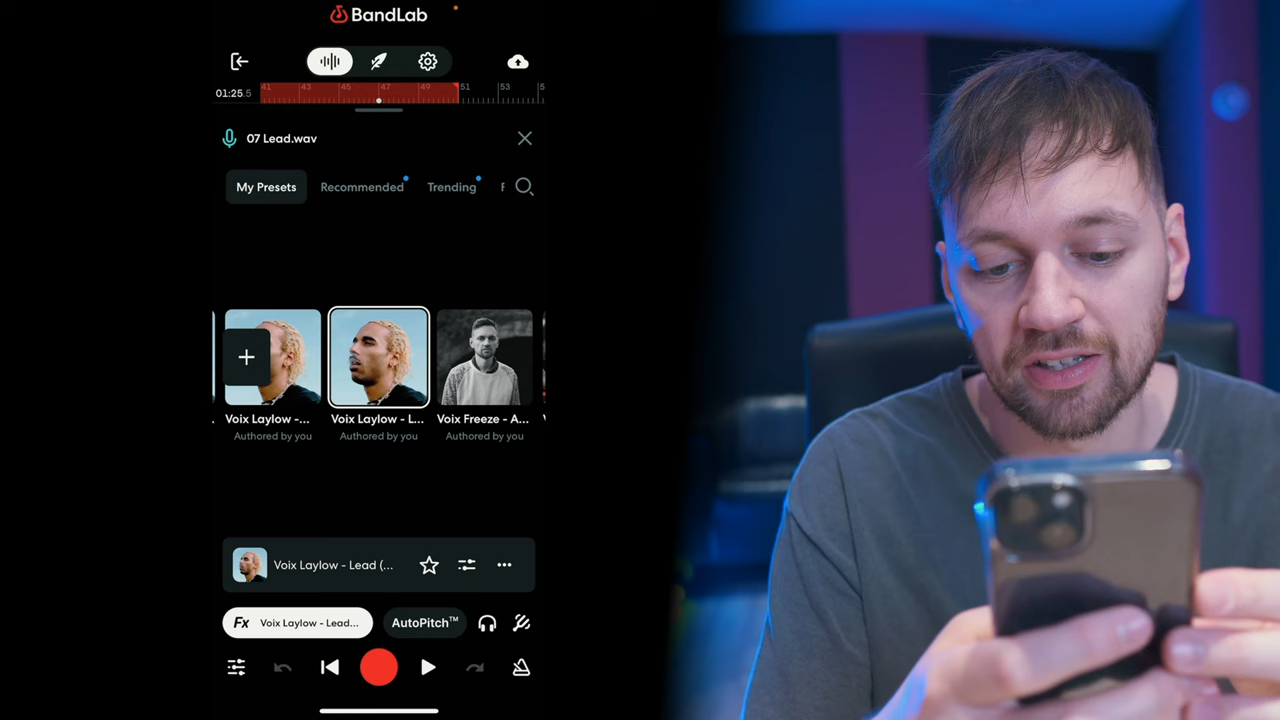 BandLab
41 43 45 47 49 51 53
01:25.5
07 Lead.wav
My Presets Recommended Trending
Voix Laylow -... Voix Laylow - L... Voix Freeze - A...
Authored by you Authored by you Authored by you
Voix Laylow - Lead (...
Fx Voix Laylow - Lead... AutoPitch™